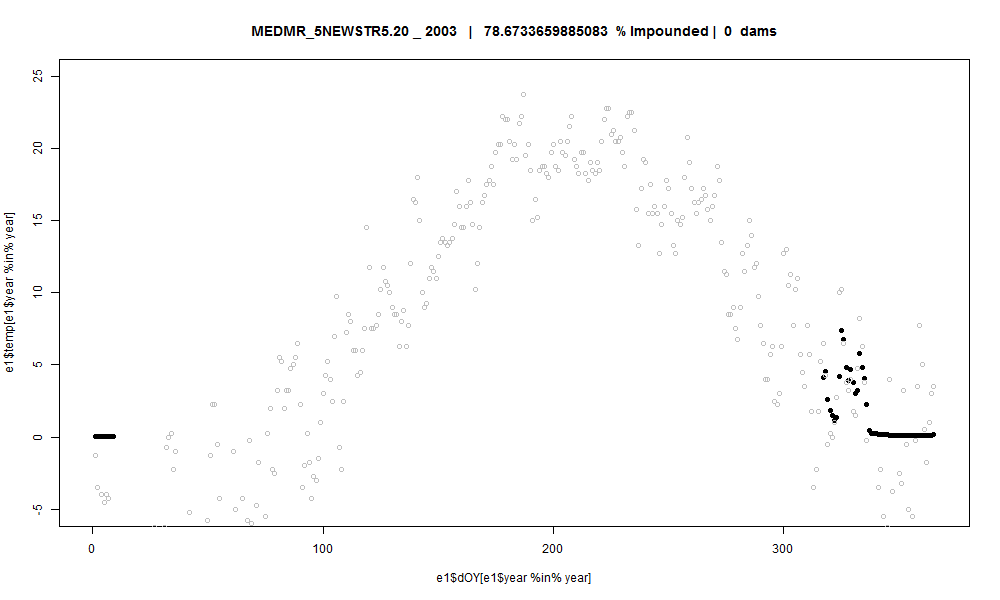 MEDMR_5NEWSTR5.20 _ 2003 | 78.6733659885083 % Impounded | 0 dams
e1$temp[e1$year %in% year]
25
20
15
10
5
0
-5
0 100 200 300
e1$dOY[e1$year %in% year]